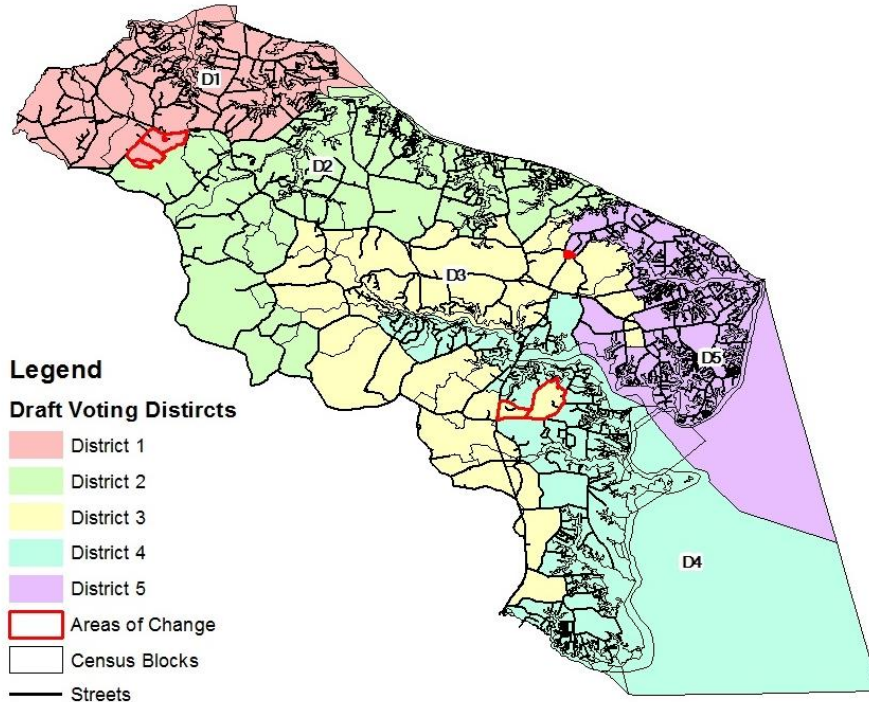 D1
D2
D3
D5
D4
Legend
Draft Voting Distircts
District 1
District 2
District 3
District 4
District 5
Areas of Change
Census Blocks
Streets